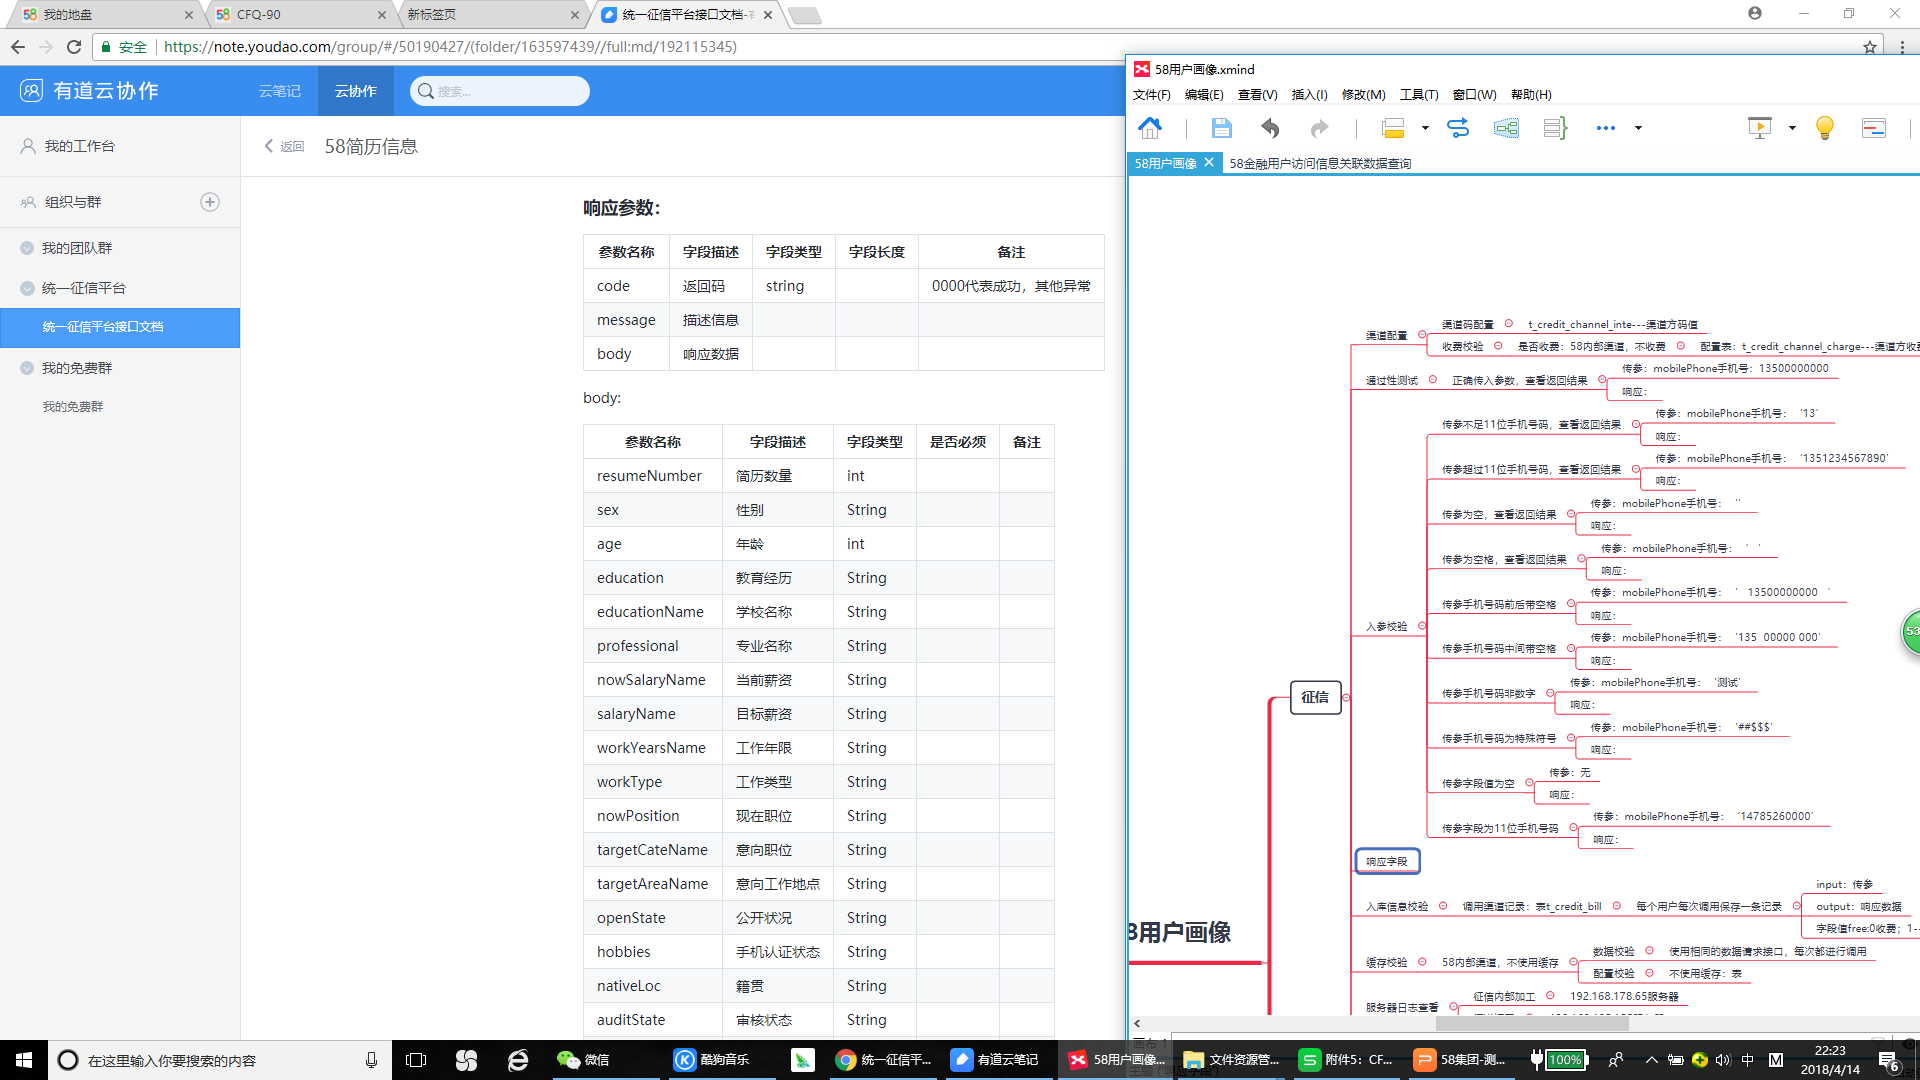 我的地盘
CFQ-90
新标签页
统一征信平台接口文档-有
安全
https://note.youdao.com/group/#/50190427/(folder/163597439//full:md/192115345)
有道云协作
云笔记
云协作
搜索...
我的工作台
组织与群
我的团队群
统一征信平台
统一征信平台接口文档
我的免费群
我的免费群
返回
58简历信息
响应参数：
参数名称 字段描述 字段类型 字段长度 备注
code 返回码 string 0000代表成功，其他异常
message 描述信息
body 响应数据
body:
参数名称 字段描述 字段类型 是否必须 备注
resumeNumber 简历数量 int
sex 性别 String
age 年龄 int
education 教育经历 String
educationName 学校名称 String
professional 专业名称 String
nowSalaryName 当前薪资 String
salaryName 目标薪资 String
workYearsName 工作年限 String
workType 工作类型 String
nowPosition 现在职位 String
targetCateName 意向职位 String
targetAreaName 意向工作地点 String
openState 公开状况 String
hobbies 手机认证状态 String
nativeLoc 籍贯 String
auditState 审核状态 String
58用户画像.xmind
文件(F) 编辑(E) 查看(V) 插入(I) 修改(M) 工具(T) 窗口(W) 帮助(H)
58用户画像
58金融用户访问信息关联数据查询
渠道配置
渠道码配置 t_credit_channel_inte---渠道方码值
收费校验 是否收费：58内部渠道，不收费 配置表：t_credit_channel_charge---渠道方收费
通过性测试 正确传入参数，查看返回结果
传参：mobilePhone手机号：13500000000
响应：
入参校验
传参不足11位手机号码，查看返回结果
传参：mobilePhone手机号： ‘13’
响应：
传参超过11位手机号码，查看返回结果
传参：mobilePhone手机号： ‘1351234567890’
响应：
传参为空，查看返回结果
传参：mobilePhone手机号： ‘’
响应：
传参为空格，查看返回结果
传参：mobilePhone手机号： ‘ ’
响应：
传参手机号码前后带空格
传参：mobilePhone手机号： ‘ 13500000000 ’
响应：
传参手机号码中间带空格
传参：mobilePhone手机号： ‘135 00000 000’
响应：
传参手机号码非数字
传参：mobilePhone手机号： ‘测试’
响应：
传参手机号码为特殊符号
传参：mobilePhone手机号： ‘##$$$’
响应：
传参字段值为空
传参：无
响应：
传参字段为11位手机号码
传参：mobilePhone手机号： ‘14785260000’
响应：
征信
响应字段
入库信息校验 调用渠道记录：表t_credit_bill 每个用户每次调用保存一条记录
input：传参
output：响应数据
字段值free:0收费；1--
8用户画像
缓存校验 58内部渠道，不使用缓存
数据校验 使用相同的数据请求接口，每次都进行调用
配置校验 不使用缓存：表
服务器日志查看
征信内部加工 192.168.178.65服务器
53
画布 1
在这里输入你要搜索的内容
微信
酷狗音乐
统一征信平...
有道云笔记
58用户画像...
文件资源管...
附件5：CF...
58集团-测...
100%
中
M
22:23
2018/4/14
6